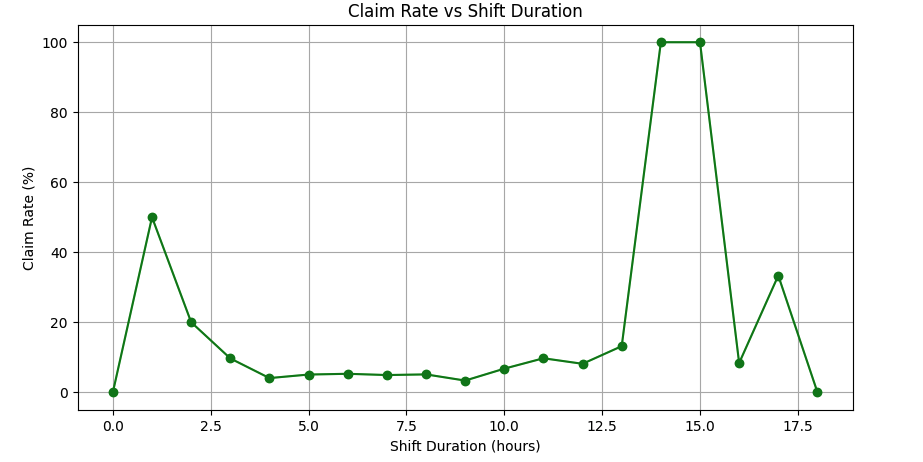 Claim Rate vs Shift Duration
100
80
60
40
20
0
Claim Rate (%)
0.0 2.5 5.0 7.5 10.0 12.5 15.0 17.5
Shift Duration (hours)